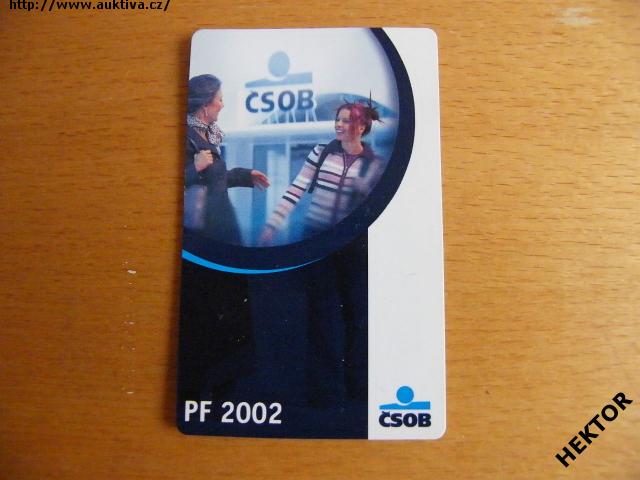 http://www.auktiva.cz/
ČSOB
PF 2002
ČSOB
HEKTOR